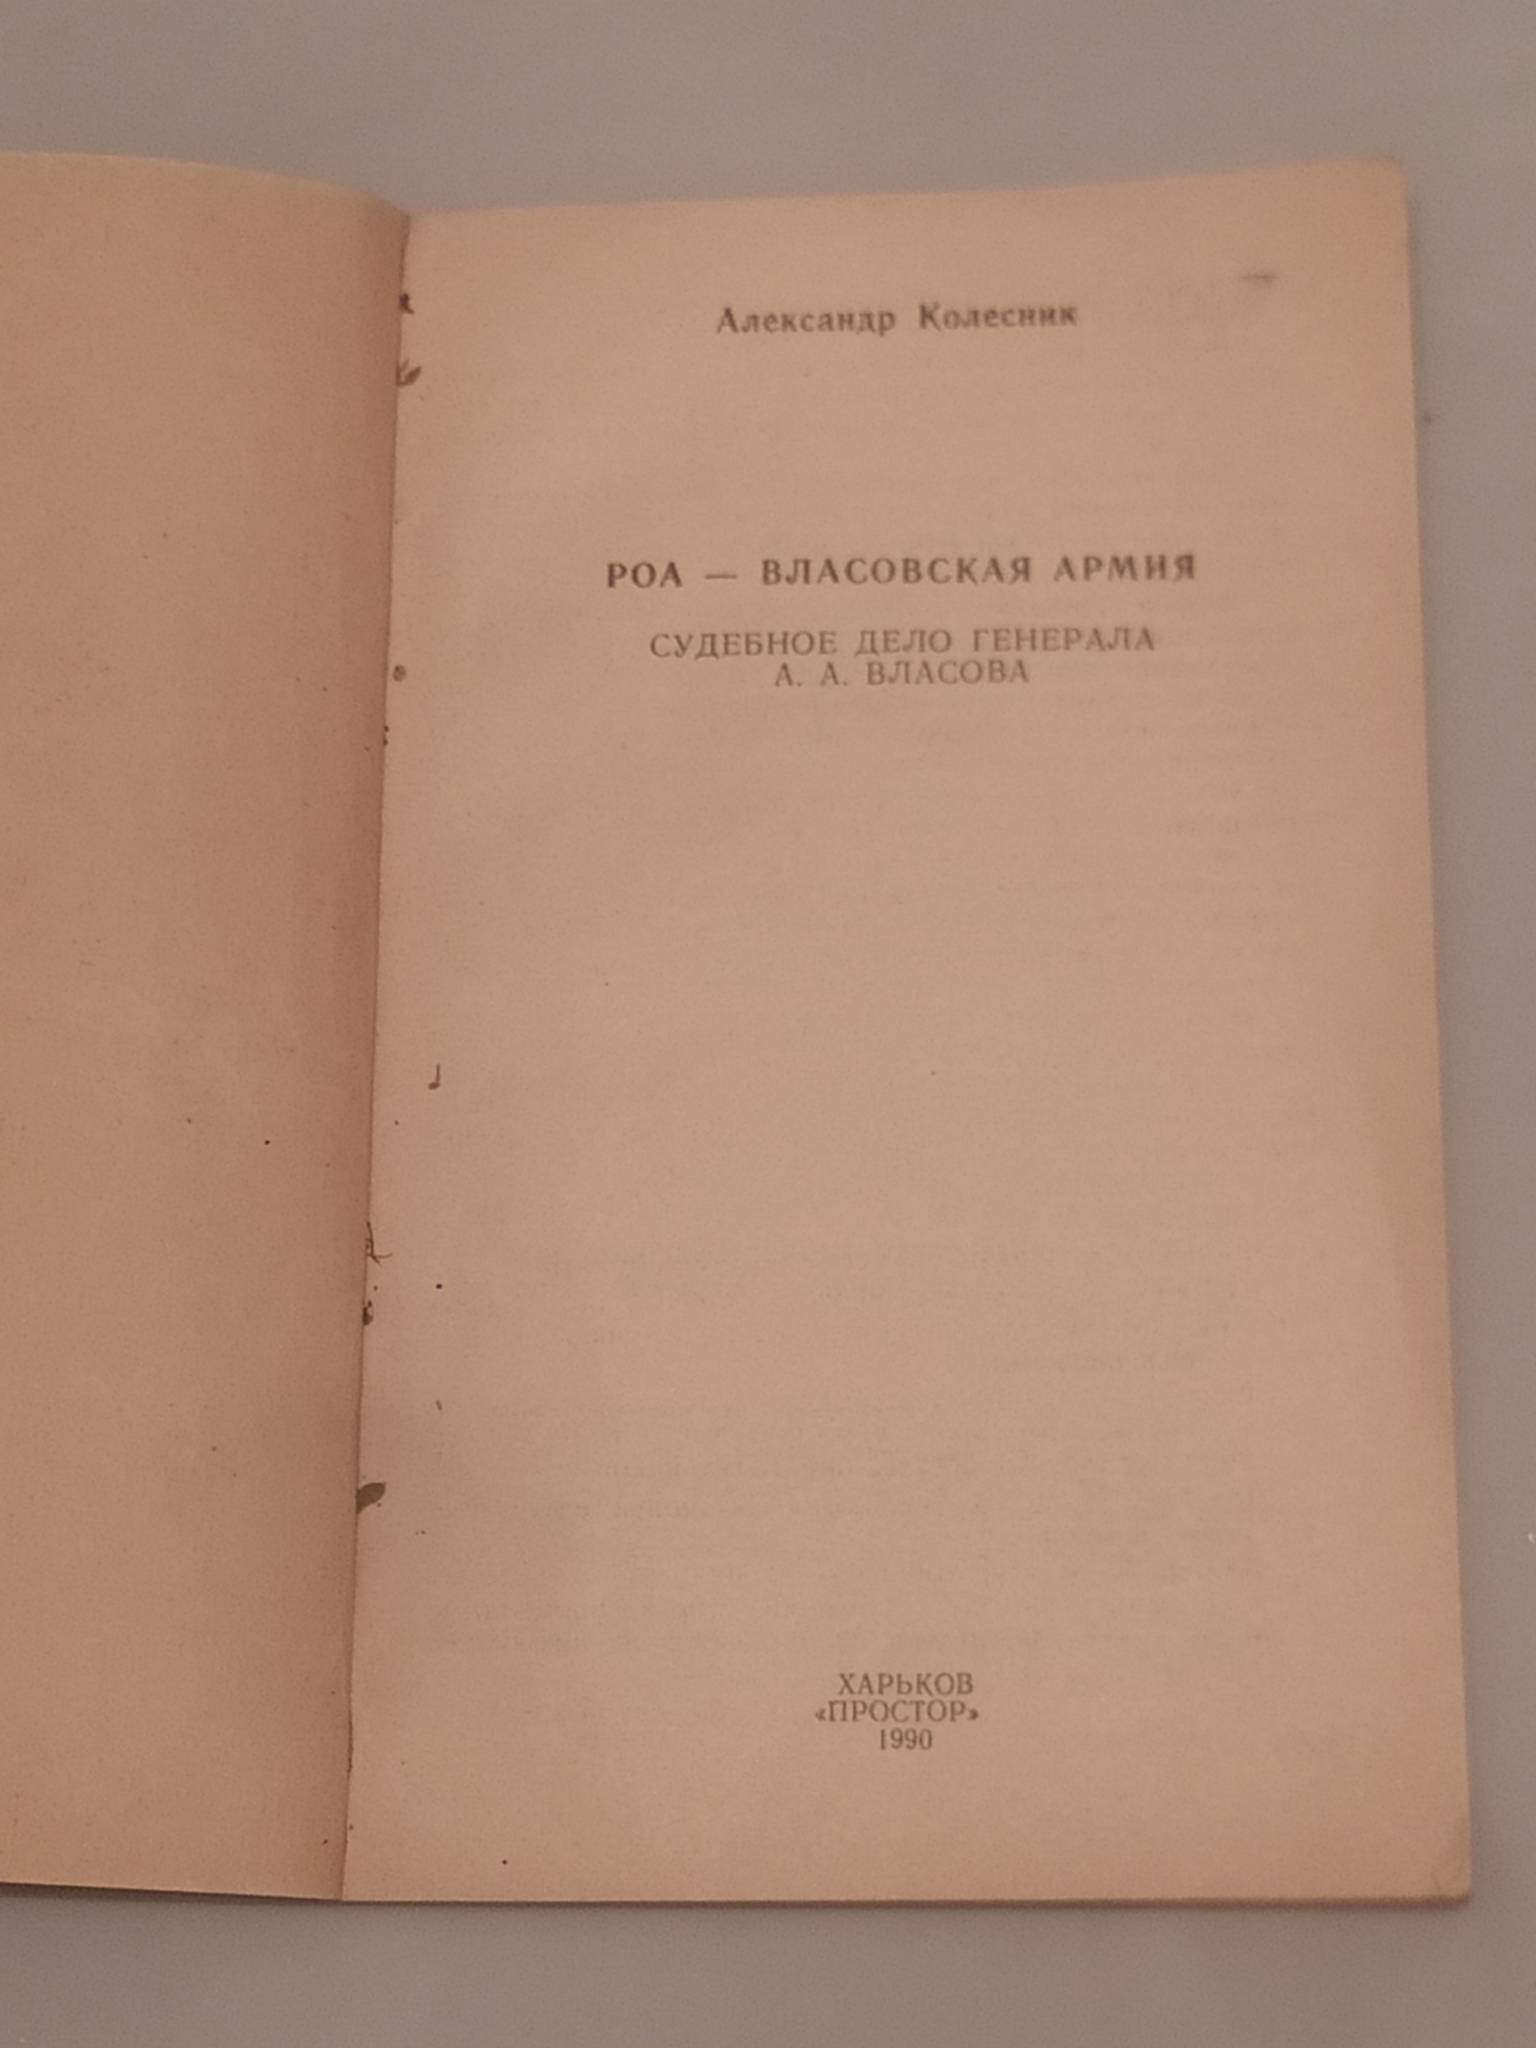 Александр Колесник
РОА — ВЛАСОВСКАЯ АРМИЯ
СУДЕБНОЕ ДЕЛО ГЕНЕРАЛА
А. А. ВЛАСОВА
ХАРЬКОВ
«ПРОСТОР»
1990